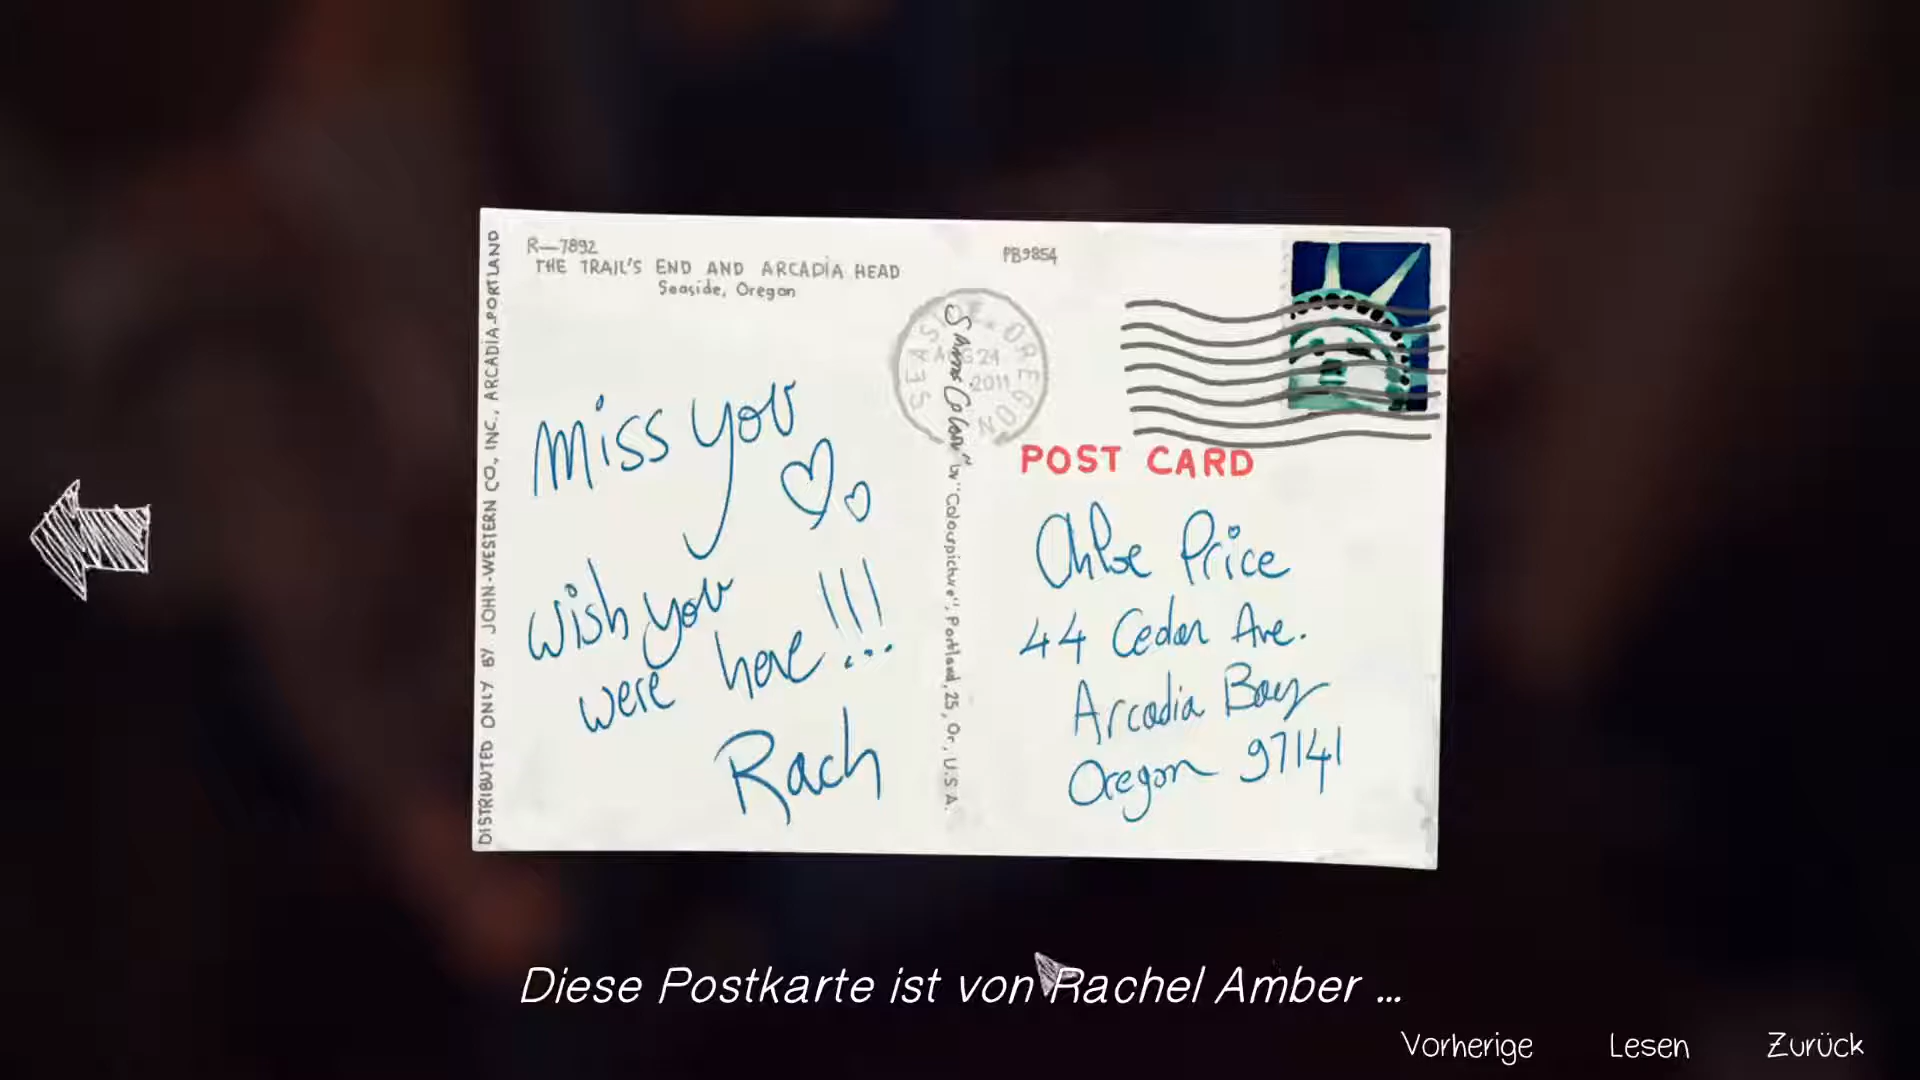 R—7892
THE TRAIL'S END AND ARCADIA HEAD
Seaside, Oregon
PB9854
DISTRIBUTED ONLY BY JOHN-WESTERN CO., INC., ARCADIA-PORTLAND
SEASIDE OREGON
AUG 24
2011
by "Colourpicture", Portland, 25, Or., U.S.A.
miss you
wish you
were here!!!
Rach
POST CARD
Chloe Price
44 Cedar Ave.
Arcadia Bay
Oregon 97141
Diese Postkarte ist von Rachel Amber ...
Vorherige
Lesen
Zurück